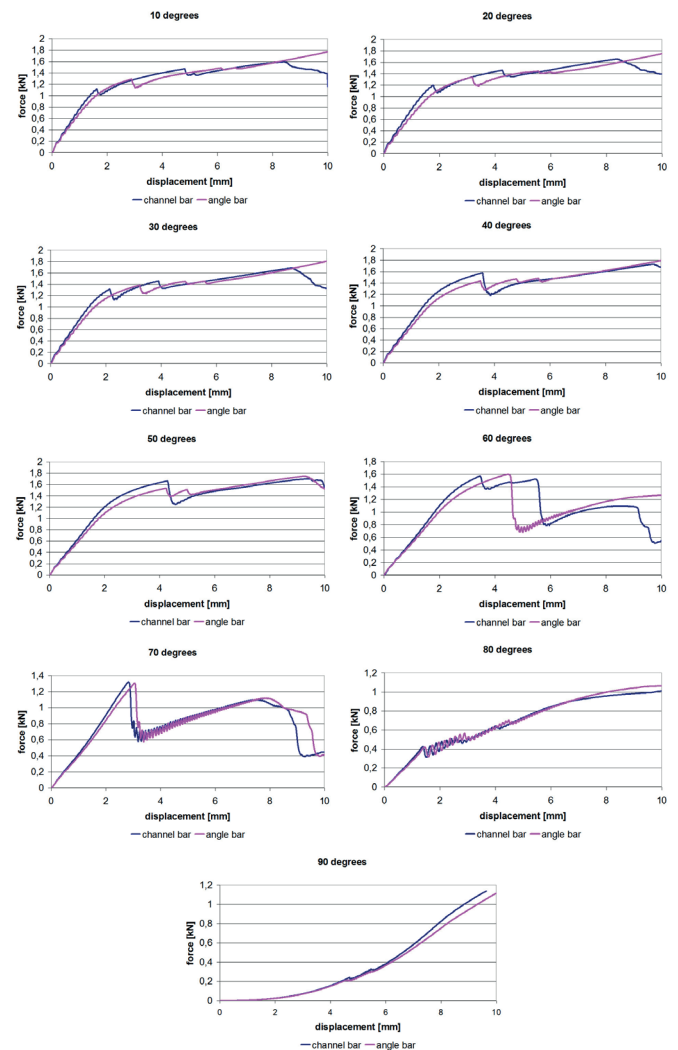 10 degrees
2
1,8
1,6
1,4
1,2
1
0,8
0,6
0,4
0,2
0
force [kN]
0 2 4 6 8 10
displacement [mm]
channel bar angle bar
20 degrees
2
1,8
1,6
1,4
1,2
1
0,8
0,6
0,4
0,2
0
force [kN]
0 2 4 6 8 10
displacement [mm]
channel bar angle bar
30 degrees
2
1,8
1,6
1,4
1,2
1
0,8
0,6
0,4
0,2
0
force [kN]
0 2 4 6 8 10
displacement [mm]
channel bar angle bar
40 degrees
2
1,8
1,6
1,4
1,2
1
0,8
0,6
0,4
0,2
0
force [kN]
0 2 4 6 8 10
displacement [mm]
channel bar angle bar
50 degrees
2
1,8
1,6
1,4
1,2
1
0,8
0,6
0,4
0,2
0
force [kN]
0 2 4 6 8 10
displacement [mm]
channel bar angle bar
60 degrees
1,8
1,6
1,4
1,2
1
0,8
0,6
0,4
0,2
0
force [kN]
0 2 4 6 8 10
displacement [mm]
channel bar angle bar
70 degrees
1,4
1,2
1
0,8
0,6
0,4
0,2
0
force [kN]
0 2 4 6 8 10
displacement [mm]
channel bar angle bar
80 degrees
1,2
1
0,8
0,6
0,4
0,2
0
force [kN]
0 2 4 6 8 10
displacement [mm]
channel bar angle bar
90 degrees
1,2
1
0,8
0,6
0,4
0,2
0
force [kN]
0 2 4 6 8 10
displacement [mm]
channel bar angle bar